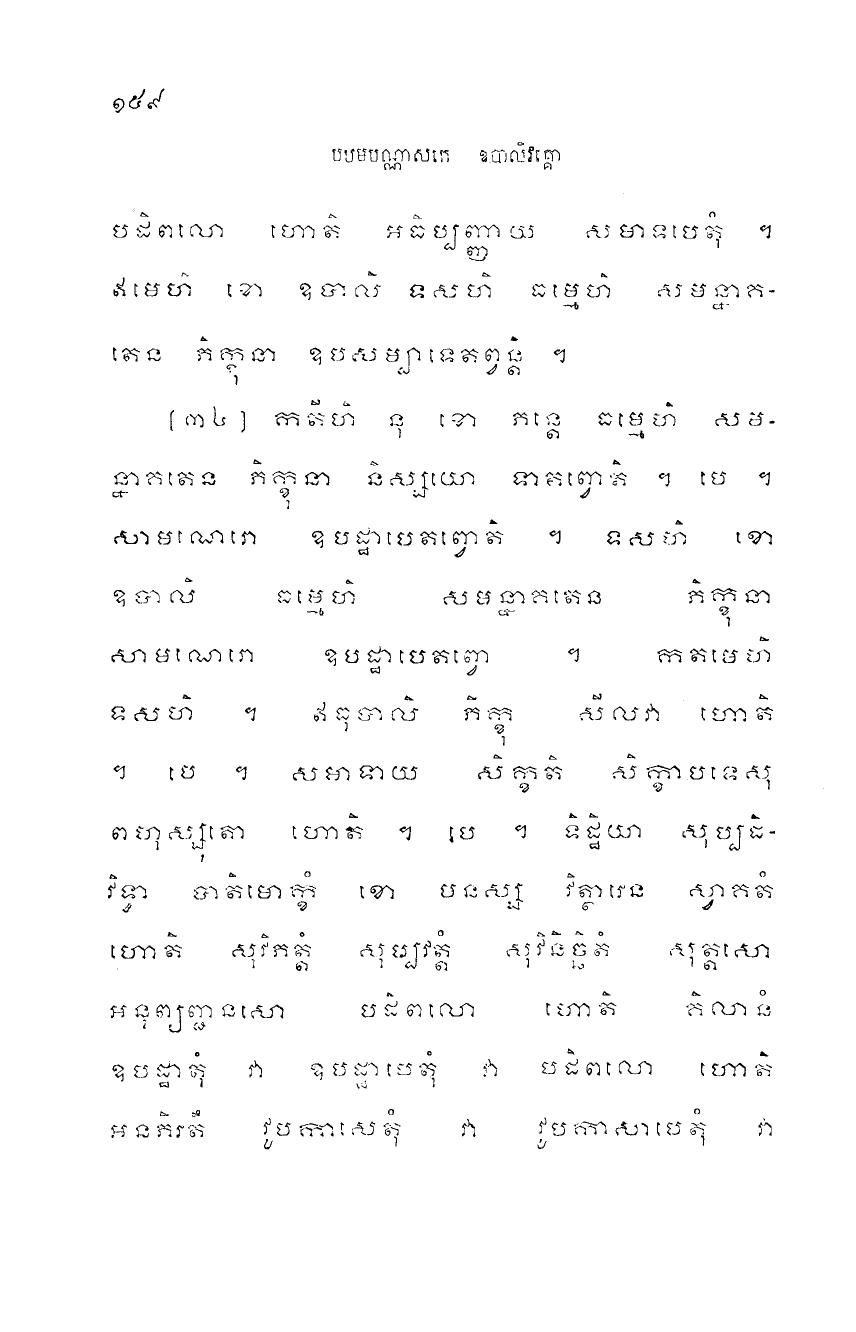 ១៥៩
បឋមបណ្ណាសកេ ឧបាលិវគ្គោ
បដិពលោ ហោតិ អធិប្បញ្ញាយ សមាទបេតុំ ។
ឥមេហិ ខោ ឧបាលិ ទសហិ ធម្មេហិ សមន្នាគ-
តេន ភិក្ខុនា ឧបសម្បាទេតព្វន្តិ ។
[៣៤] កតីហិ នុ ខោ ភន្តេ ធម្មេហិ សម-
ន្នាគតេន ភិក្ខុនា និស្សយោ ទាតព្វោតិ ។ បេ ។
សាមណេរោ ឧបដ្ឋាបេតព្វោតិ ។ ទសហិ ខោ
ឧបាលិ ធម្មេហិ សមន្នាគតេន ភិក្ខុនា
សាមណេរោ ឧបដ្ឋាបេតព្វោ ។ កតមេហិ
ទសហិ ។ ឥធុបាលិ ភិក្ខុ សីលវា ហោតិ
។ បេ ។ សមាទាយ សិក្ខតិ សិក្ខាបទេសុ
ពហុស្សុតោ ហោតិ ។ បេ ។ ទិដ្ឋិយា សុប្បដិ-
វិទ្ធា បាតិមោក្ខំ ខោ បនស្ស វិត្ថារេន ស្វាគតំ
ហោតិ សុវិភត្តំ សុប្បវត្តំ សុវិនិច្ឆិតំ សុត្តសោ
អនុព្យញ្ជនសោ បដិពលោ ហោតិ គិលានំ
ឧបដ្ឋាតុំ វា ឧបដ្ឋាបេតុំ វា បដិពលោ ហោតិ
អនភិរតឹ វូបកាសេតុំ វា វូបកាសាបេតុំ វា